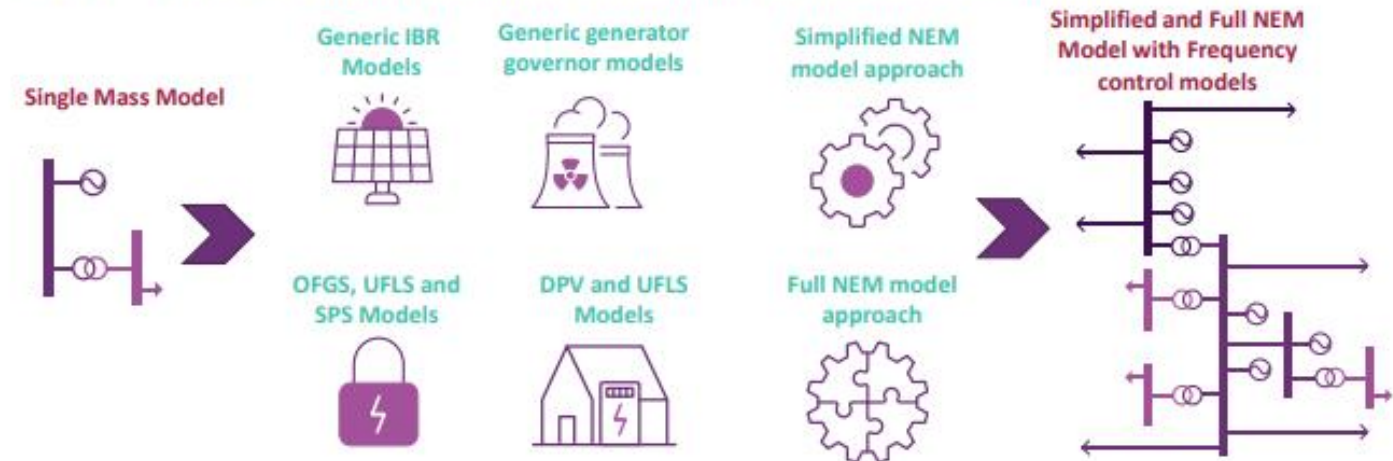 Single Mass Model
Generic IBR
Models
Generic generator
governor models
OFGS, UFLS and
SPS Models
DPV and UFLS
Models
Simplified NEM
model approach
Full NEM model
approach
Simplified and Full NEM
Model with Frequency
control models